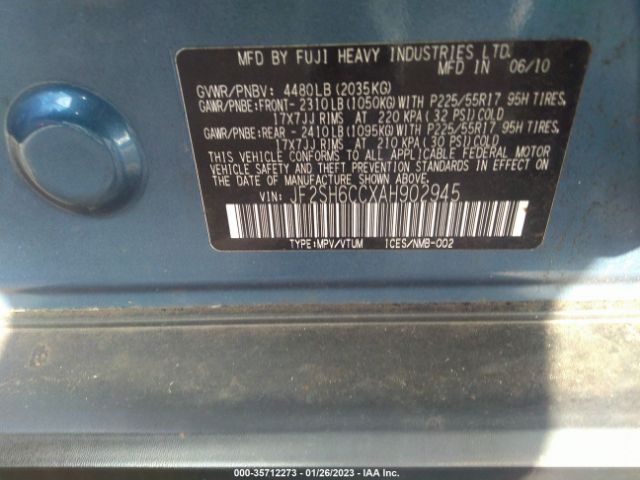 MFD BY FUJI HEAVY INDUSTRIES LTD.
MFD IN 06/10
GVWR/PNBV: 4480LB(2035KG)
GAWR/PNBE:FRONT-2310LB(1050KG)WITH P225/55R17 95H TIRES,
17X7JJ RIMS AT 220KPA(32 PSI)COLD
GAWR/PNBE:REAR -2410LB(1095KG)WITH P225/55R17 95H TIRES,
17X7JJ RIMS AT 210KPA(30 PSI)COLD
THIS VEHICLE CONFORMS TO ALL APPLICABLE FEDERAL MOTOR
VEHICLE SAFETY AND THEFT PREVENTION STANDARDS IN EFFECT ON
THE DATE OF MANUFACTURE SHOWN ABOVE.
VIN: JF2SH6CCXAH902945
TYPE:MPV/VTUM ICES/NMB-002
000-35712273 - 01/26/2023 - IAA Inc.